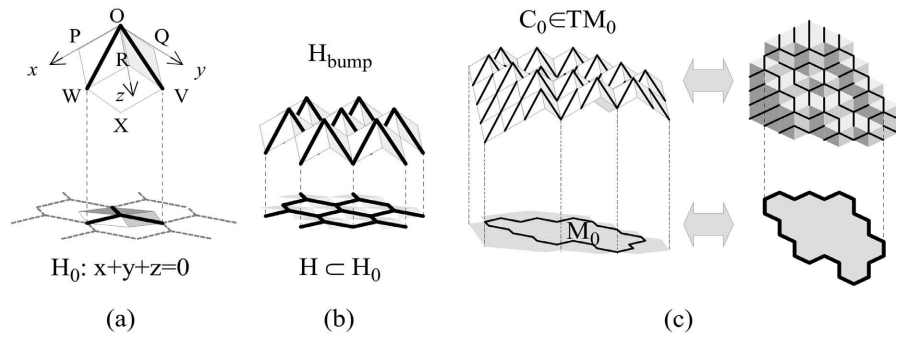 O
P
Q
R
x
y
z
W
V
X
H₀: x+y+z=0
(a)
H_bump
H ⊂ H₀
(b)
C₀∈TM₀
M₀
(c)